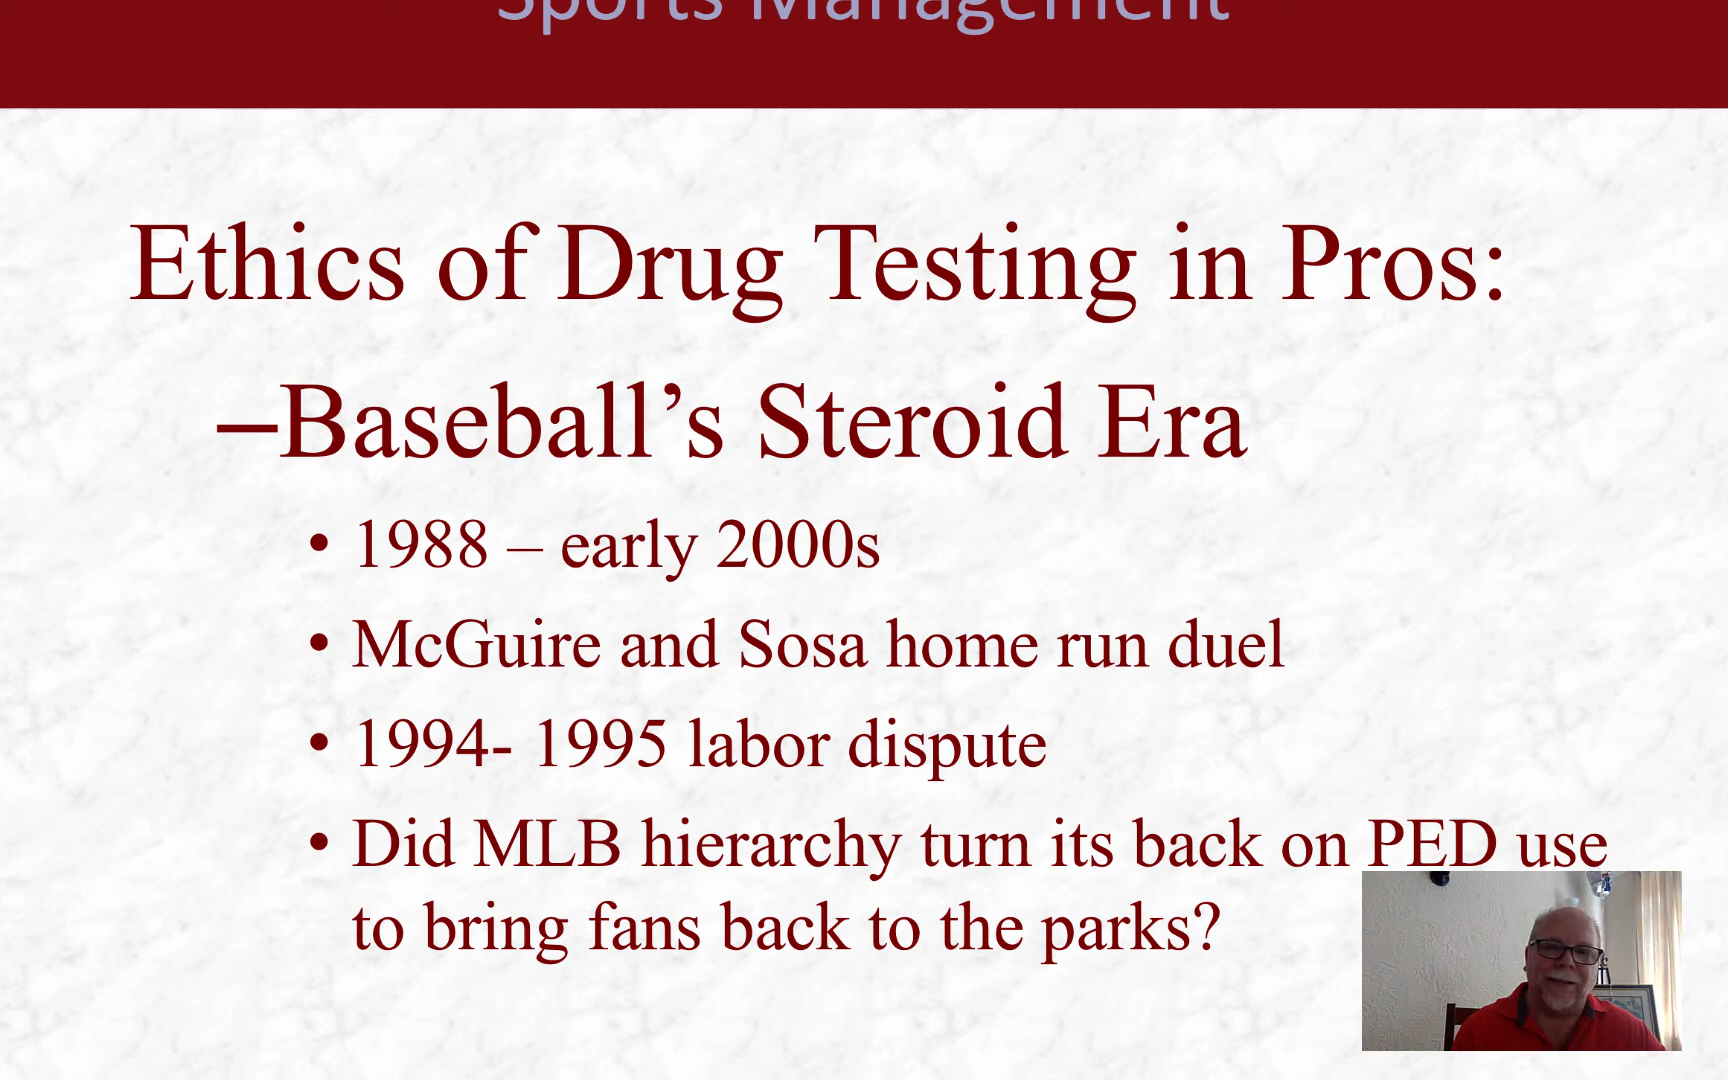 Sports Management
Ethics of Drug Testing in Pros:
–Baseball’s Steroid Era
• 1988 – early 2000s
• McGuire and Sosa home run duel
• 1994- 1995 labor dispute
• Did MLB hierarchy turn its back on PED use
to bring fans back to the parks?